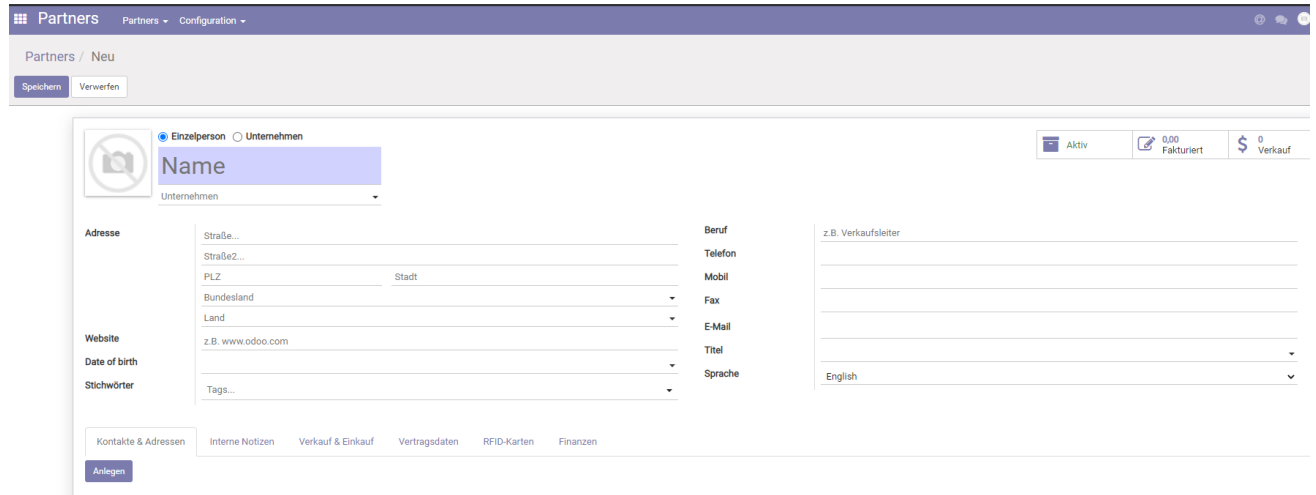 Partners Partners Configuration
Partners / Neu
Speichern Verwerfen
Einzelperson Unternehmen
Name
Unternehmen
Aktiv
0,00
Fakturiert
0
Verkauf
Adresse
Straße...
Straße2...
PLZ Stadt
Bundesland
Land
Website z.B. www.odoo.com
Date of birth
Stichwörter Tags...
Beruf z.B. Verkaufsleiter
Telefon
Mobil
Fax
E-Mail
Titel
Sprache English
Kontakte & Adressen Interne Notizen Verkauf & Einkauf Vertragsdaten RFID-Karten Finanzen
Anlegen